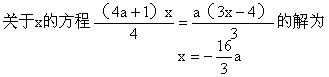 关于x的方程 (4a+1)x/4 = a(3x-4)/3 的解为
x=-16/3 a